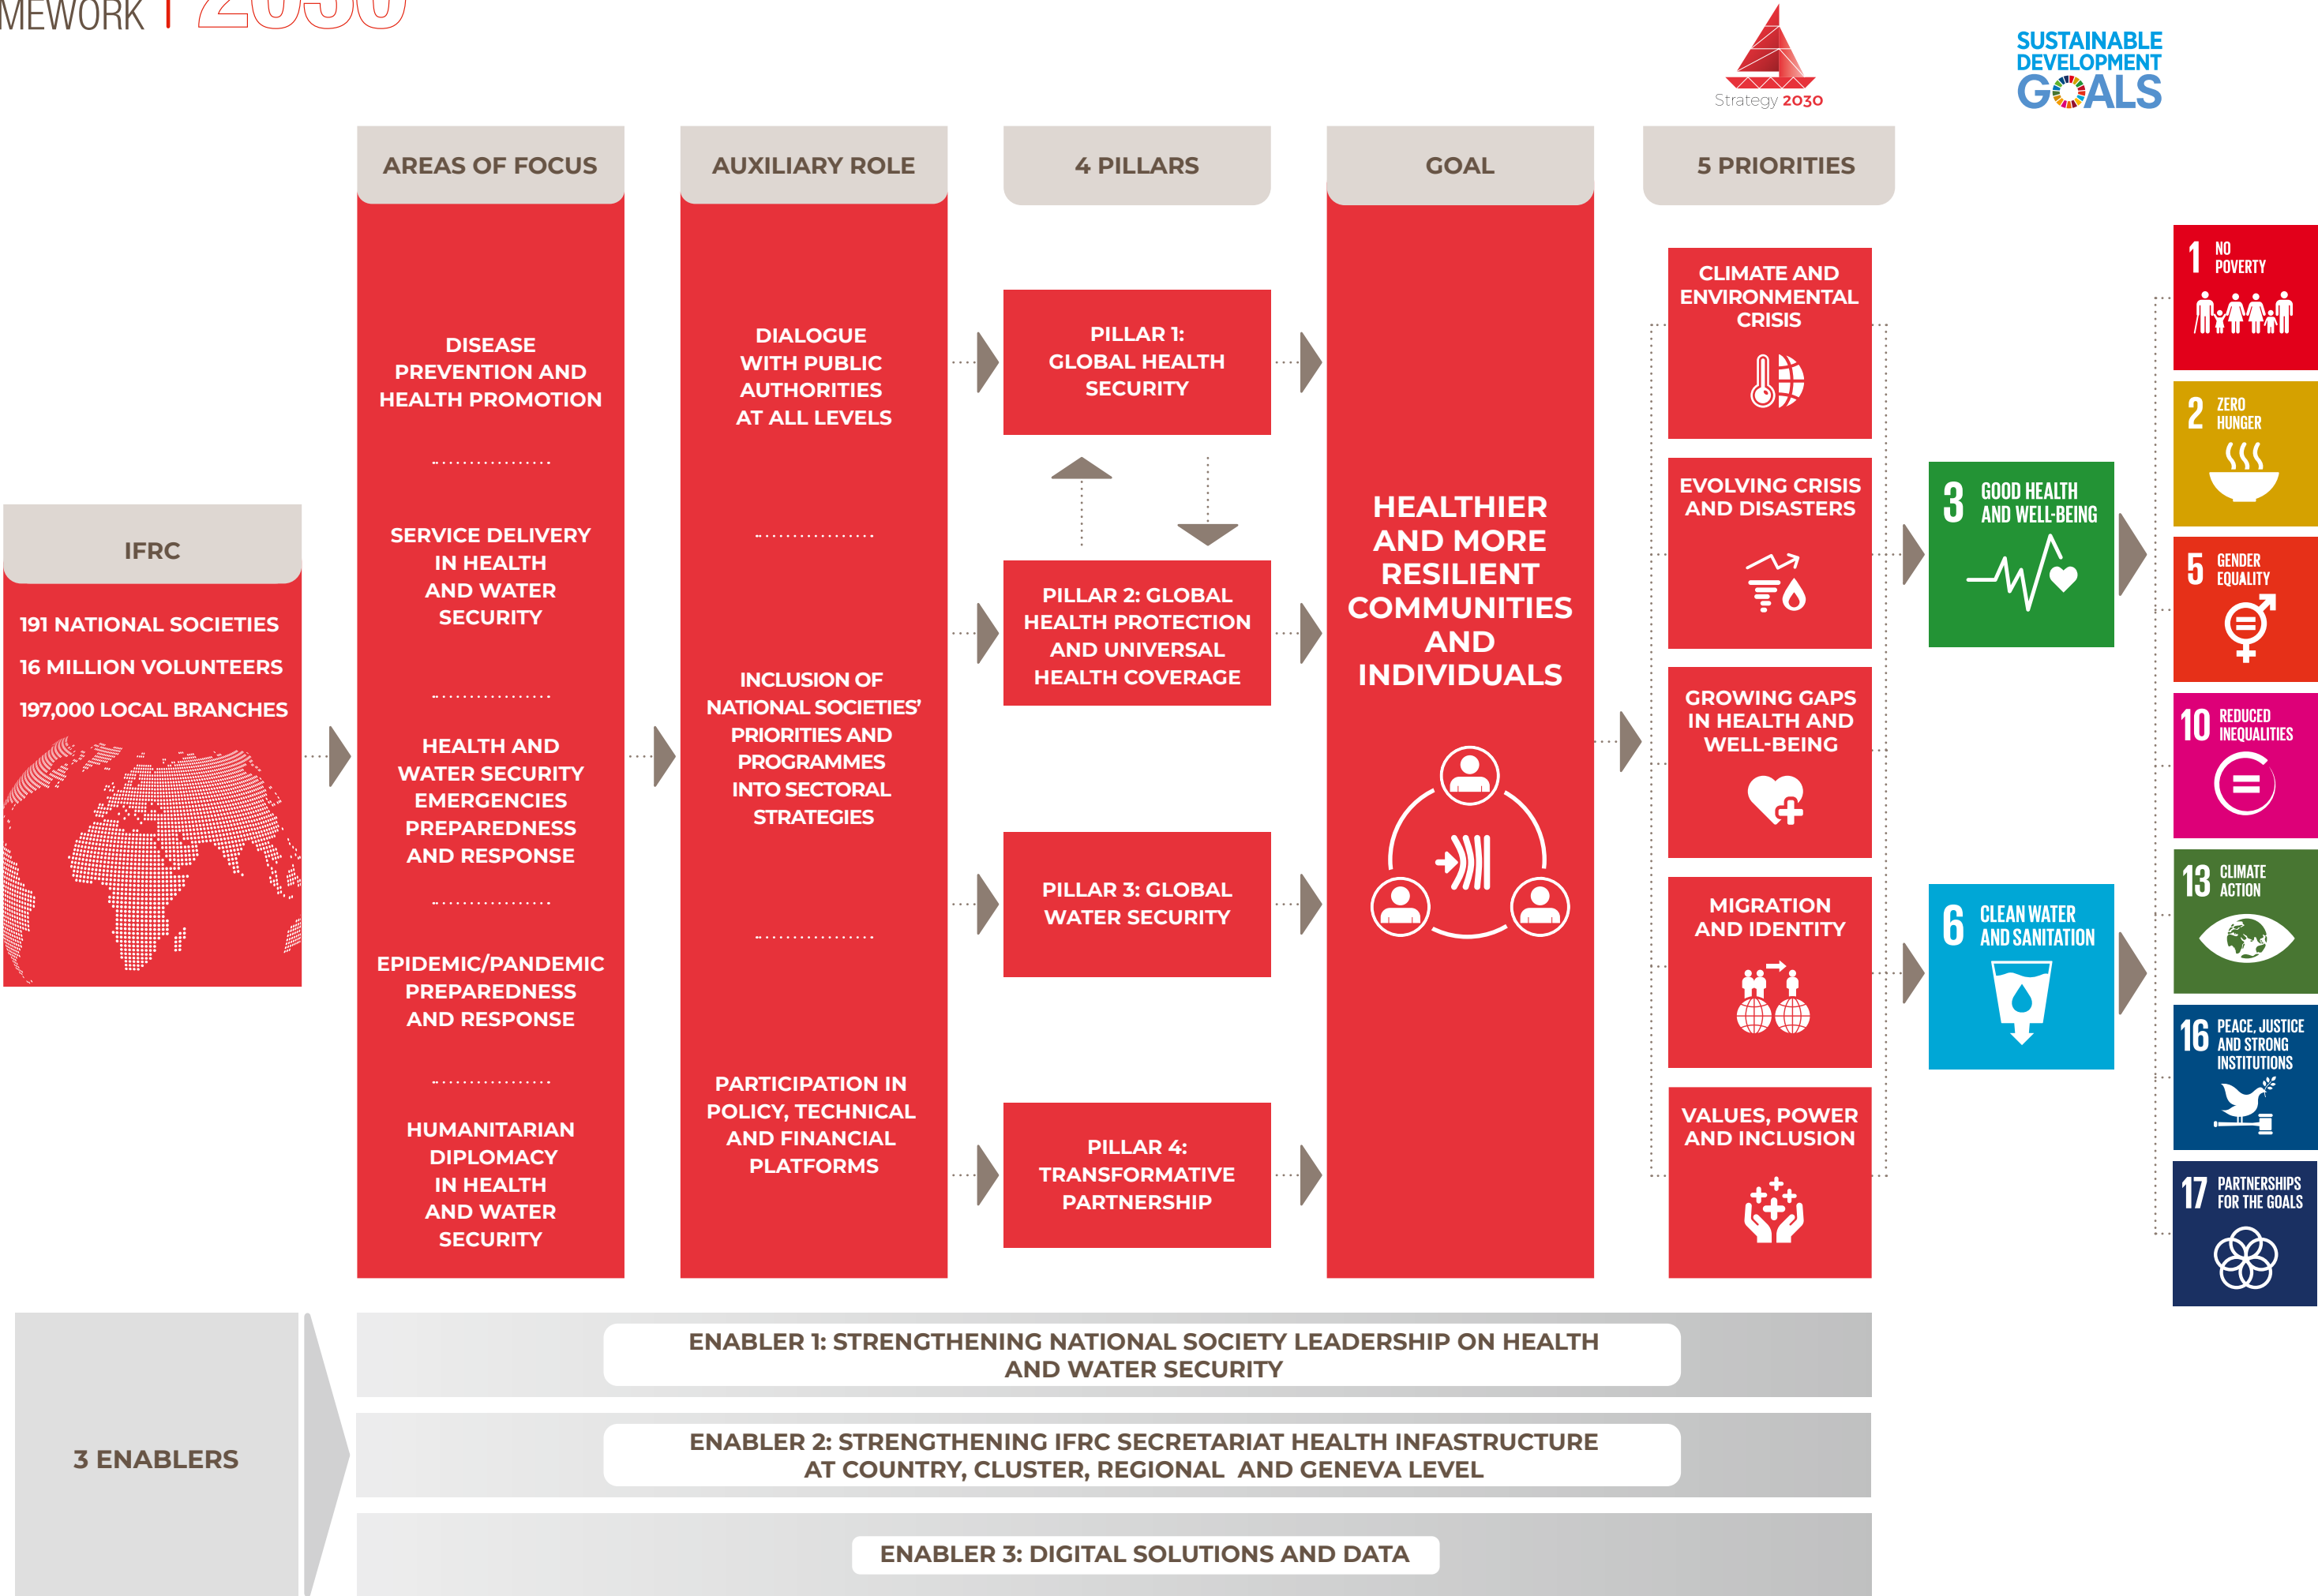 2030
Strategy 2030
SUSTAINABLE
DEVELOPMENT
GOALS
AREAS OF FOCUS
AUXILIARY ROLE
4 PILLARS
GOAL
5 PRIORITIES
IFRC
191 NATIONAL SOCIETIES
16 MILLION VOLUNTEERS
197,000 LOCAL BRANCHES
DISEASE
PREVENTION AND
HEALTH PROMOTION
SERVICE DELIVERY
IN HEALTH
AND WATER
SECURITY
HEALTH AND
WATER SECURITY
EMERGENCIES
PREPAREDNESS
AND RESPONSE
EPIDEMIC/PANDEMIC
PREPAREDNESS
AND RESPONSE
HUMANITARIAN
DIPLOMACY
IN HEALTH
AND WATER
SECURITY
DIALOGUE
WITH PUBLIC
AUTHORITIES
AT ALL LEVELS
INCLUSION OF
NATIONAL SOCIETIES’
PRIORITIES AND
PROGRAMMES
INTO SECTORAL
STRATEGIES
PARTICIPATION IN
POLICY, TECHNICAL
AND FINANCIAL
PLATFORMS
PILLAR 1:
GLOBAL HEALTH
SECURITY
PILLAR 2: GLOBAL
HEALTH PROTECTION
AND UNIVERSAL
HEALTH COVERAGE
PILLAR 3: GLOBAL
WATER SECURITY
PILLAR 4:
TRANSFORMATIVE
PARTNERSHIP
HEALTHIER
AND MORE
RESILIENT
COMMUNITIES
AND
INDIVIDUALS
CLIMATE AND
ENVIRONMENTAL
CRISIS
EVOLVING CRISIS
AND DISASTERS
GROWING GAPS
IN HEALTH AND
WELL-BEING
MIGRATION
AND IDENTITY
VALUES, POWER
AND INCLUSION
3 GOOD HEALTH
AND WELL-BEING
6 CLEAN WATER
AND SANITATION
1 NO
POVERTY
2 ZERO
HUNGER
5 GENDER
EQUALITY
10 REDUCED
INEQUALITIES
13 CLIMATE
ACTION
16 PEACE, JUSTICE
AND STRONG
INSTITUTIONS
17 PARTNERSHIPS
FOR THE GOALS
3 ENABLERS
ENABLER 1: STRENGTHENING NATIONAL SOCIETY LEADERSHIP ON HEALTH
AND WATER SECURITY
ENABLER 2: STRENGTHENING IFRC SECRETARIAT HEALTH INFASTRUCTURE
AT COUNTRY, CLUSTER, REGIONAL AND GENEVA LEVEL
ENABLER 3: DIGITAL SOLUTIONS AND DATA